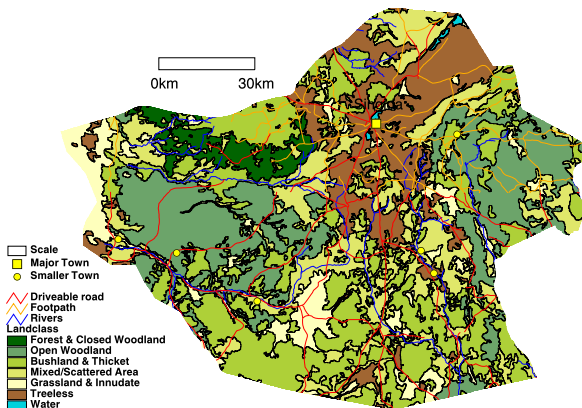 Singida
0km 30km
Scale
Major Town
Smaller Town
Driveable road
Footpath
Rivers
Landclass
Forest & Closed Woodland
Open Woodland
Bushland & Thicket
Mixed/Scattered Area
Grassland & Innudate
Treeless
Water